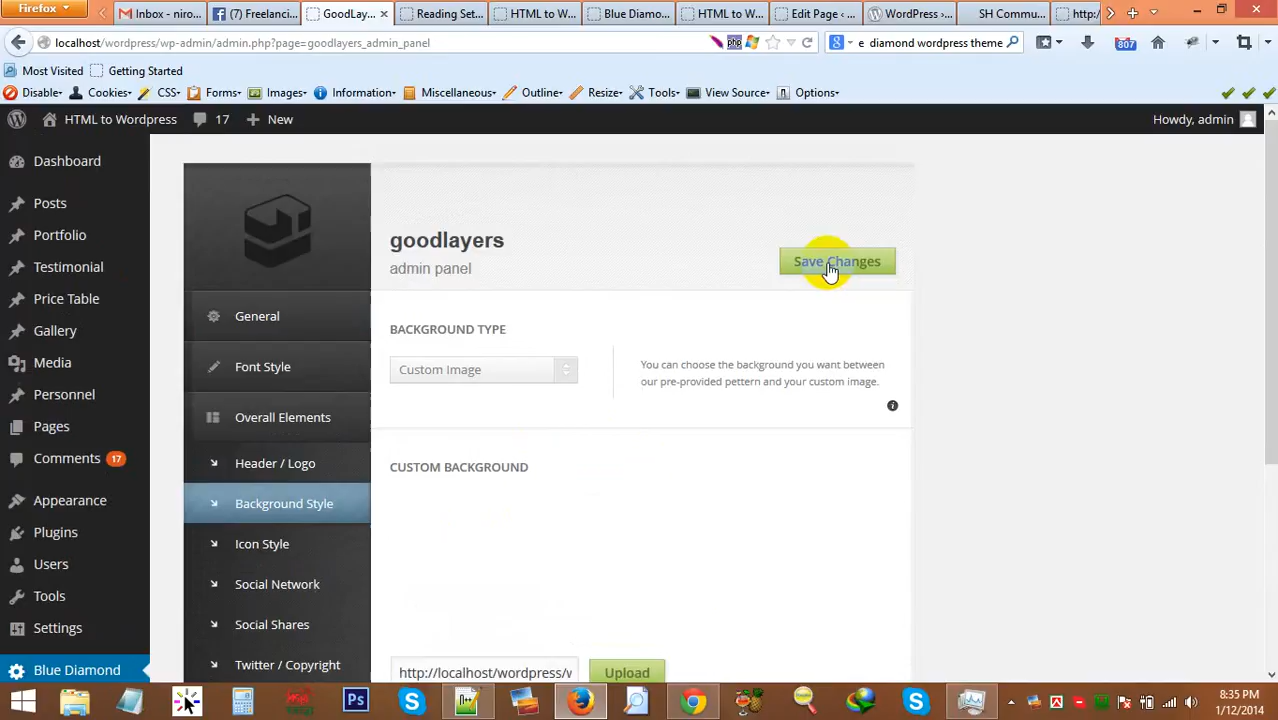 Firefox
Inbox - niro...
(7) Freelanci...
GoodLay...
Reading Set...
HTML to W...
Blue Diamo...
HTML to W...
Edit Page ‹ ...
WordPress ›...
SH Commu...
http:/
localhost/wordpress/wp-admin/admin.php?page=goodlayers_admin_panel
e diamond wordpress theme
807
Most Visited
Getting Started
Disable
Cookies
CSS
Forms
Images
Information
Miscellaneous
Outline
Resize
Tools
View Source
Options
HTML to Wordpress
17
New
Howdy, admin
Dashboard
Posts
Portfolio
Testimonial
Price Table
Gallery
Media
Personnel
Pages
Comments 17
Appearance
Plugins
Users
Tools
Settings
Blue Diamond
goodlayers
admin panel
Save Changes
General
Font Style
Overall Elements
Header / Logo
Background Style
Icon Style
Social Network
Social Shares
Twitter / Copyright
BACKGROUND TYPE
Custom Image
You can choose the background you want between
our pre-provided pettern and your custom image.
CUSTOM BACKGROUND
http://localhost/wordpress/w
Upload
Ps
8:35 PM
1/12/2014